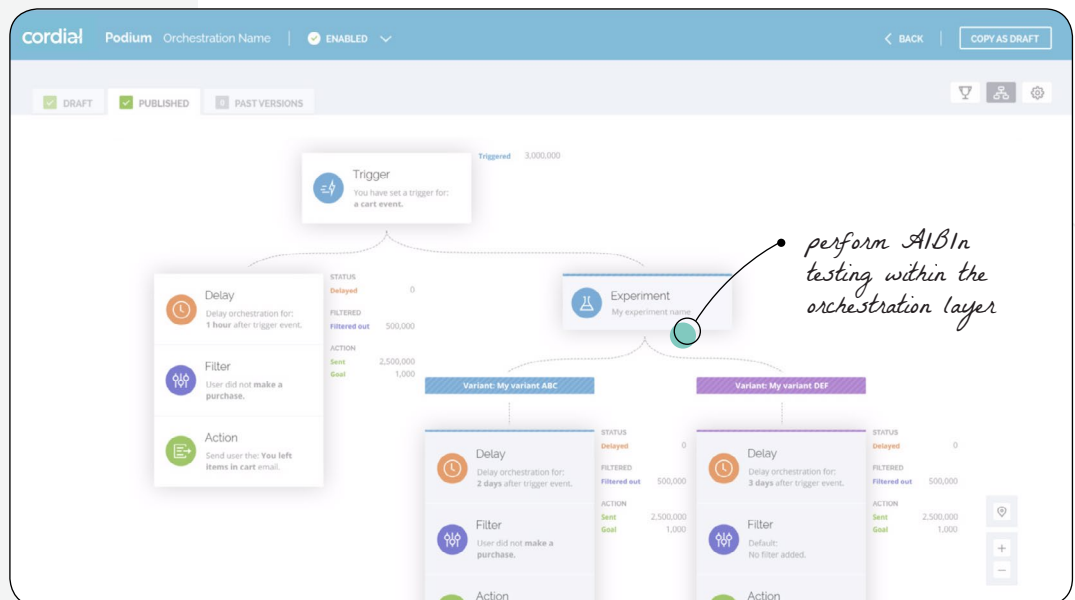 cordial Podium Orchestration Name | ENABLED
BACK | COPY AS DRAFT
DRAFT PUBLISHED 0 PAST VERSIONS
Trigger
You have set a trigger for:
a cart event.
Triggered 3,000,000
Delay
Delay orchestration for:
1 hour after trigger event.
Filter
User did not make a
purchase.
Action
Send user the: You left
items in cart email.
STATUS
Delayed 0
FILTERED
Filtered out 500,000
ACTION
Sent 2,500,000
Goal 1,000
Experiment
My experiment name
perform A|B|n
testing within the
orchestration layer
Variant: My variant ABC
Delay
Delay orchestration for:
2 days after trigger event.
Filter
User did not make a
purchase.
Action
STATUS
Delayed 0
FILTERED
Filtered out 500,000
ACTION
Sent 2,500,000
Goal 1,000
Variant: My variant DEF
Delay
Delay orchestration for:
3 days after trigger event.
Filter
Default:
No filter added.
Action
STATUS
Delayed 0
FILTERED
Filtered out 500,000
ACTION
Sent 2,500,000
Goal 1,000